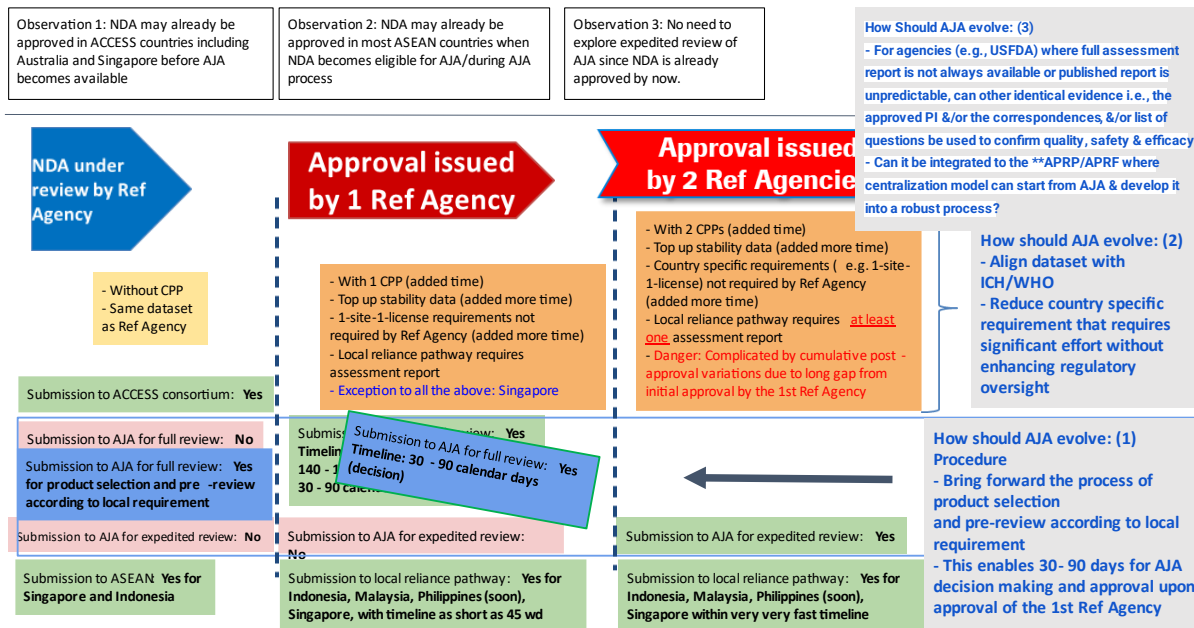 Observation 1: NDA may already be
approved in ACCESS countries including
Australia and Singapore before AJA
becomes available
Observation 2: NDA may already be
approved in most ASEAN countries when
NDA becomes eligible for AJA/during AJA
process
Observation 3: No need to
explore expedited review of
AJA since NDA is already
approved by now.
How Should AJA evolve: (3)
- For agencies (e.g., USFDA) where full assessment
report is not always available or published report is
unpredictable, can other identical evidence i.e., the
approved PI &/or the correspondences, &/or list of
questions be used to confirm quality, safety & efficacy
- Can it be integrated to the **APRP/APRF where
centralization model can start from AJA & develop it
into a robust process?
NDA under
review by Ref
Agency
Approval issued
by 1 Ref Agency
Approval issued
by 2 Ref Agencie
- Without CPP
- Same dataset
as Ref Agency
- With 1 CPP (added time)
- Top up stability data (added more time)
- 1-site-1-license requirements not
required by Ref Agency (added more time)
- Local reliance pathway requires
assessment report
- Exception to all the above: Singapore
- With 2 CPPs (added time)
- Top up stability data (added more time)
- Country specific requirements ( e.g. 1-site-
1-license) not required by Ref Agency
(added more time)
- Local reliance pathway requires at least
one assessment report
- Danger: Complicated by cumulative post -
approval variations due to long gap from
initial approval by the 1st Ref Agency
How should AJA evolve: (2)
- Align dataset with
ICH/WHO
- Reduce country specific
requirement that requires
significant effort without
enhancing regulatory
oversight
Submission to ACCESS consortium: Yes
Submission to AJA for full review: No
Submission to AJA for full review: Yes
for product selection and pre -review
according to local requirement
Submission to AJA for expedited review: No
Submission to ASEAN: Yes for
Singapore and Indonesia
Submiss
view: Yes
Timelin
140 - 1
30 - 90 cale
Submission to AJA for full review: Yes
Timeline: 30 - 90 calendar days
(decision)
Submission to AJA for expedited review:
No
Submission to local reliance pathway: Yes for
Indonesia, Malaysia, Philippines (soon),
Singapore, with timeline as short as 45 wd
Submission to AJA for expedited review: Yes
Submission to local reliance pathway: Yes for
Indonesia, Malaysia, Philippines (soon),
Singapore within very very fast timeline
How should AJA evolve: (1)
Procedure
- Bring forward the process of
product selection
and pre-review according to local
requirement
- This enables 30- 90 days for AJA
decision making and approval upon
approval of the 1st Ref Agency